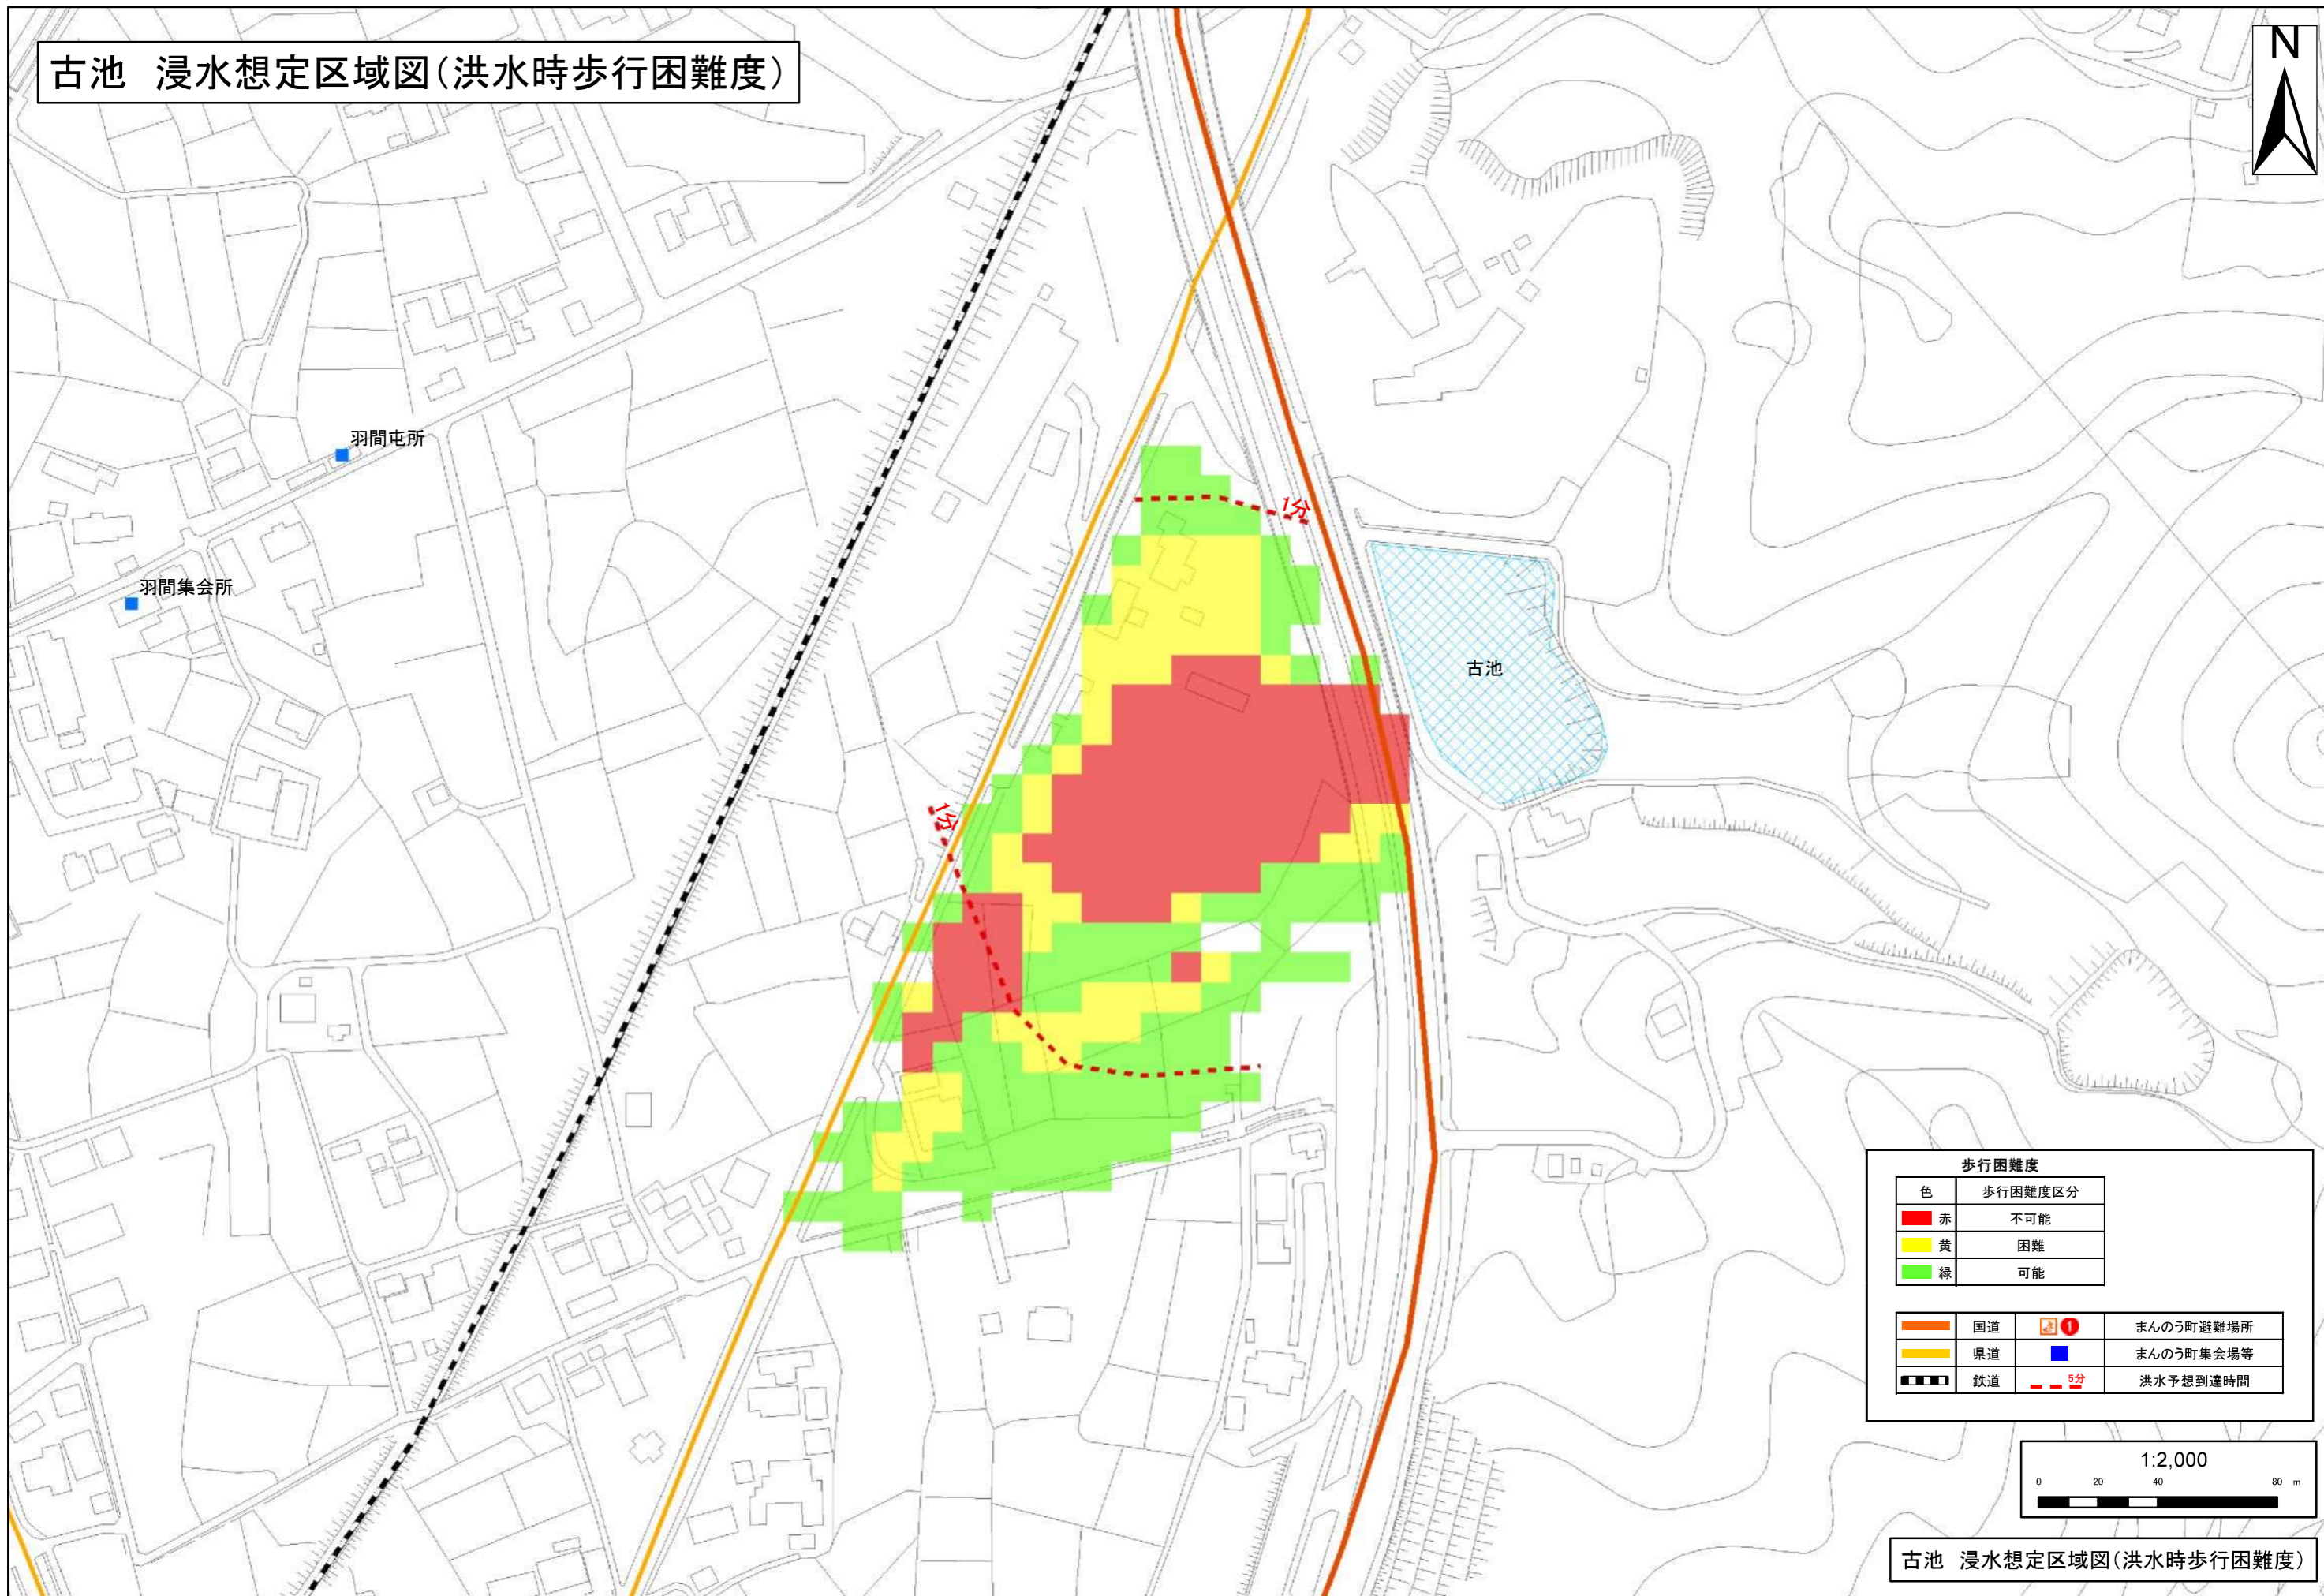 古池 浸水想定区域図(洪水時歩行困難度)
N
羽間屯所
1分
羽間集会所
古池
1分
歩行困難度
色 歩行困難度区分
赤 不可能
黄 困難
緑 可能
国道 1 まんのう町避難場所
県道 まんのう町集会場等
鉄道 5分 洪水予想到達時間
1:2,000
0 20 40 80 m
古池 浸水想定区域図(洪水時歩行困難度)